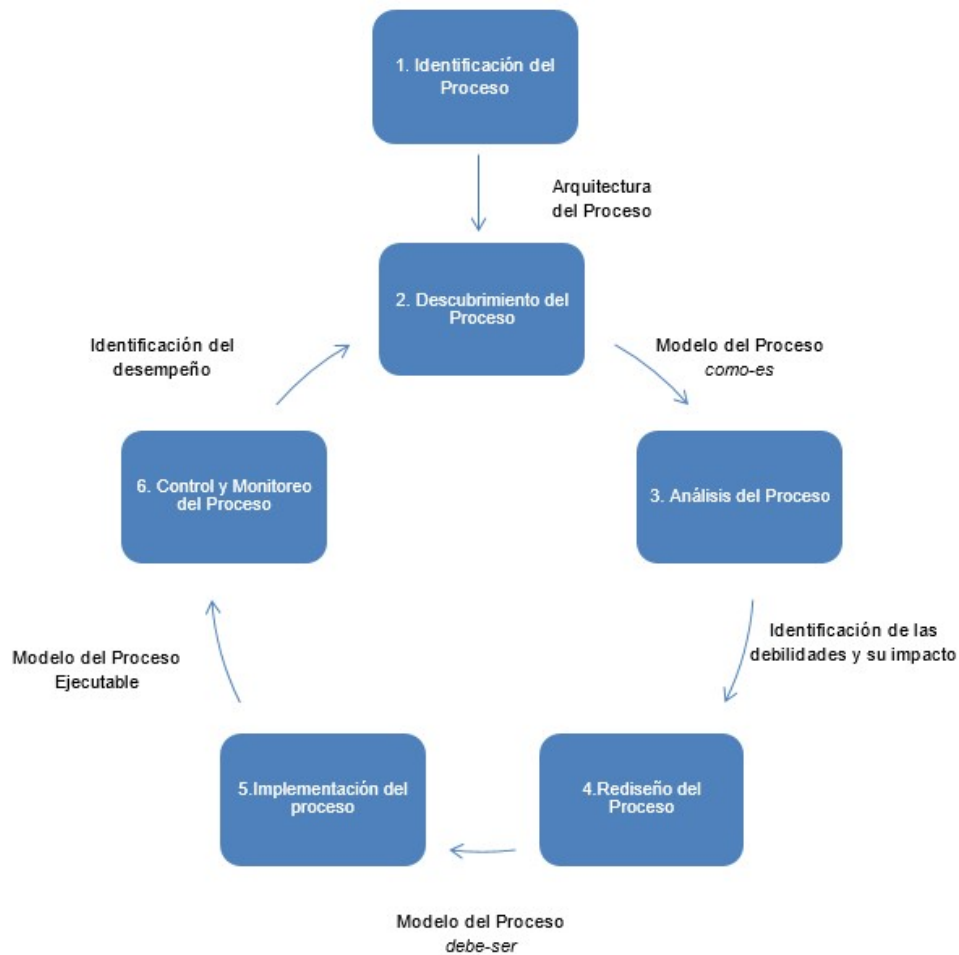 1. Identificación del
Proceso
Arquitectura
del Proceso
2. Descubrimiento del
Proceso
Modelo del Proceso
como-es
3. Análisis del Proceso
Identificación de las
debilidades y su impacto
4.Rediseño del
Proceso
Modelo del Proceso
debe-ser
5.Implementación del
proceso
Modelo del Proceso
Ejecutable
6. Control y Monitoreo
del Proceso
Identificación del
desempeño